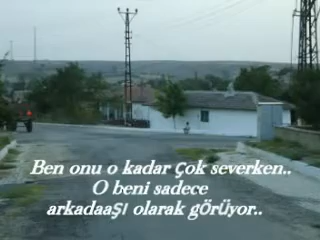 Ben onu o kadar çok severken..
O beni sadece
arkadaaşı olarak görüyor..